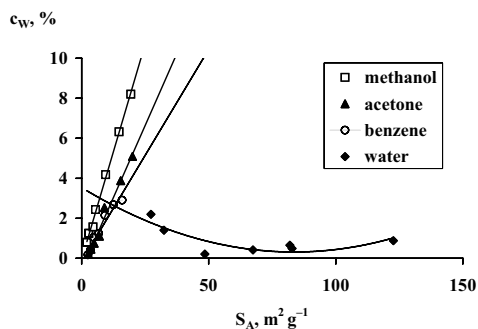 c_W, %
10
8
6
4
2
0
methanol
acetone
benzene
water
0
50
100
150
S_A, m² g⁻¹